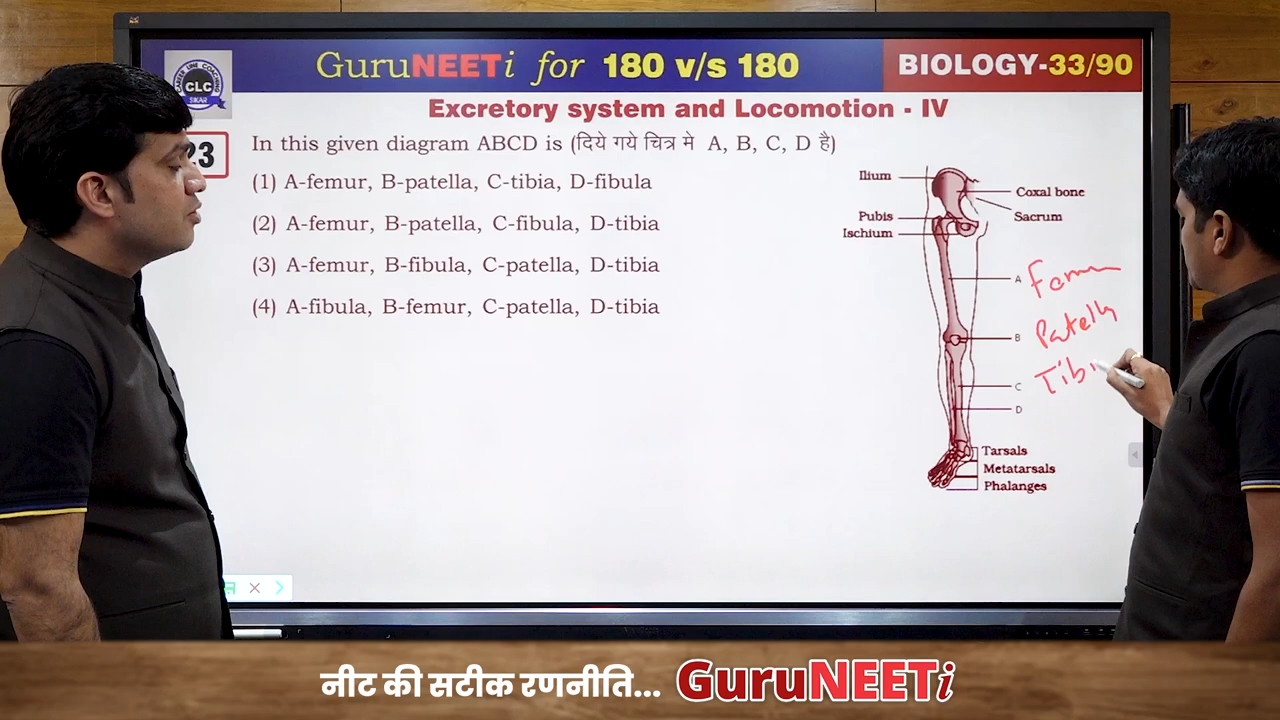 GuruNEETi for 180 v/s 180
BIOLOGY-33/90
CLC
SIKAR
Excretory system and Locomotion - IV
23
In this given diagram ABCD is (दिये गये चित्र मे A, B, C, D है)
(1) A-femur, B-patella, C-tibia, D-fibula
(2) A-femur, B-patella, C-fibula, D-tibia
(3) A-femur, B-fibula, C-patella, D-tibia
(4) A-fibula, B-femur, C-patella, D-tibia
Ilium
Coxal bone
Pubis
Sacrum
Ischium
A Femur
B Patella
C Tibi
D
Tarsals
Metatarsals
Phalanges
नीट की सटीक रणनीति... GuruNEETi